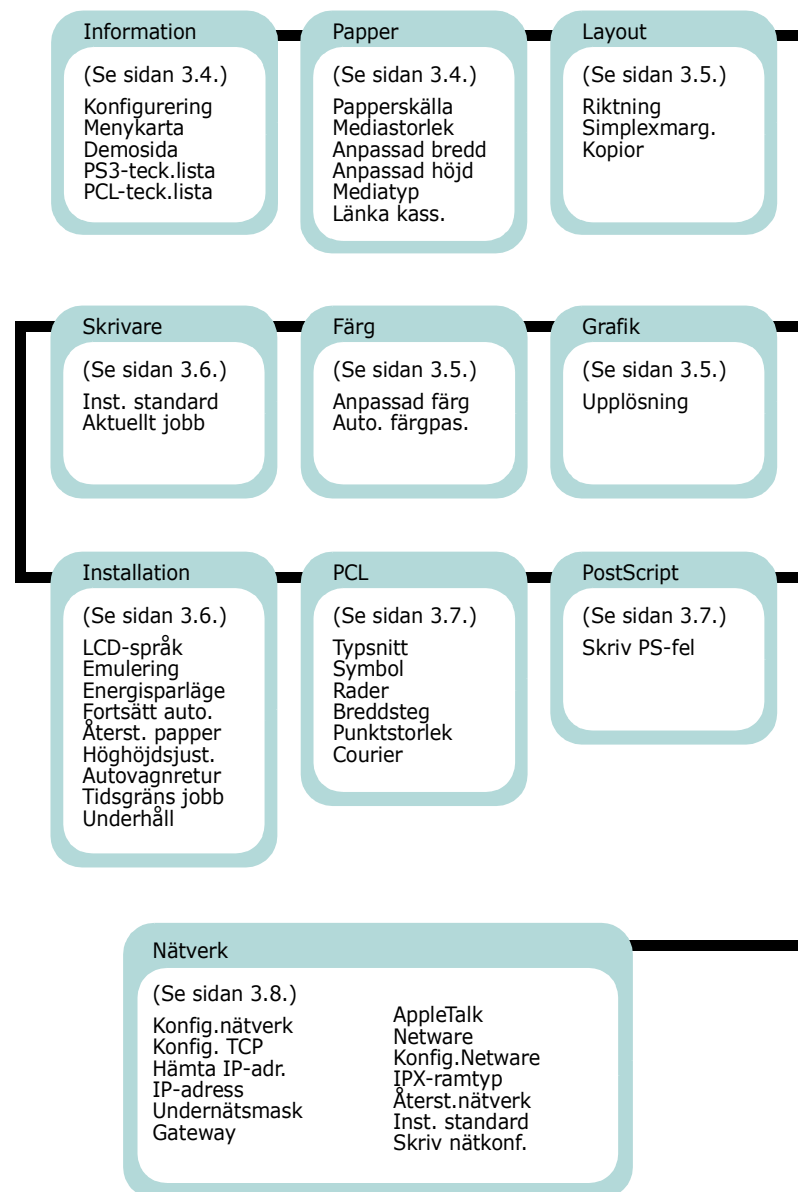 Information
(Se sidan 3.4.)
Konfigurering
Menykarta
Demosida
PS3-teck.lista
PCL-teck.lista
Papper
(Se sidan 3.4.)
Papperskälla
Mediastorlek
Anpassad bredd
Anpassad höjd
Mediatyp
Länka kass.
Layout
(Se sidan 3.5.)
Riktning
Simplexmarg.
Kopior
Skrivare
(Se sidan 3.6.)
Inst. standard
Aktuellt jobb
Färg
(Se sidan 3.5.)
Anpassad färg
Auto. färgpas.
Grafik
(Se sidan 3.5.)
Upplösning
Installation
(Se sidan 3.6.)
LCD-språk
Emulering
Energisparläge
Fortsätt auto.
Återst. papper
Höghöjdsjust.
Autovagnretur
Tidsgräns jobb
Underhåll
PCL
(Se sidan 3.7.)
Typsnitt
Symbol
Rader
Breddsteg
Punktstorlek
Courier
PostScript
(Se sidan 3.7.)
Skriv PS-fel
Nätverk
(Se sidan 3.8.)
Konfig.nätverk
Konfig. TCP
Hämta IP-adr.
IP-adress
Undernätsmask
Gateway
AppleTalk
Netware
Konfig.Netware
IPX-ramtyp
Återst.nätverk
Inst. standard
Skriv nätkonf.